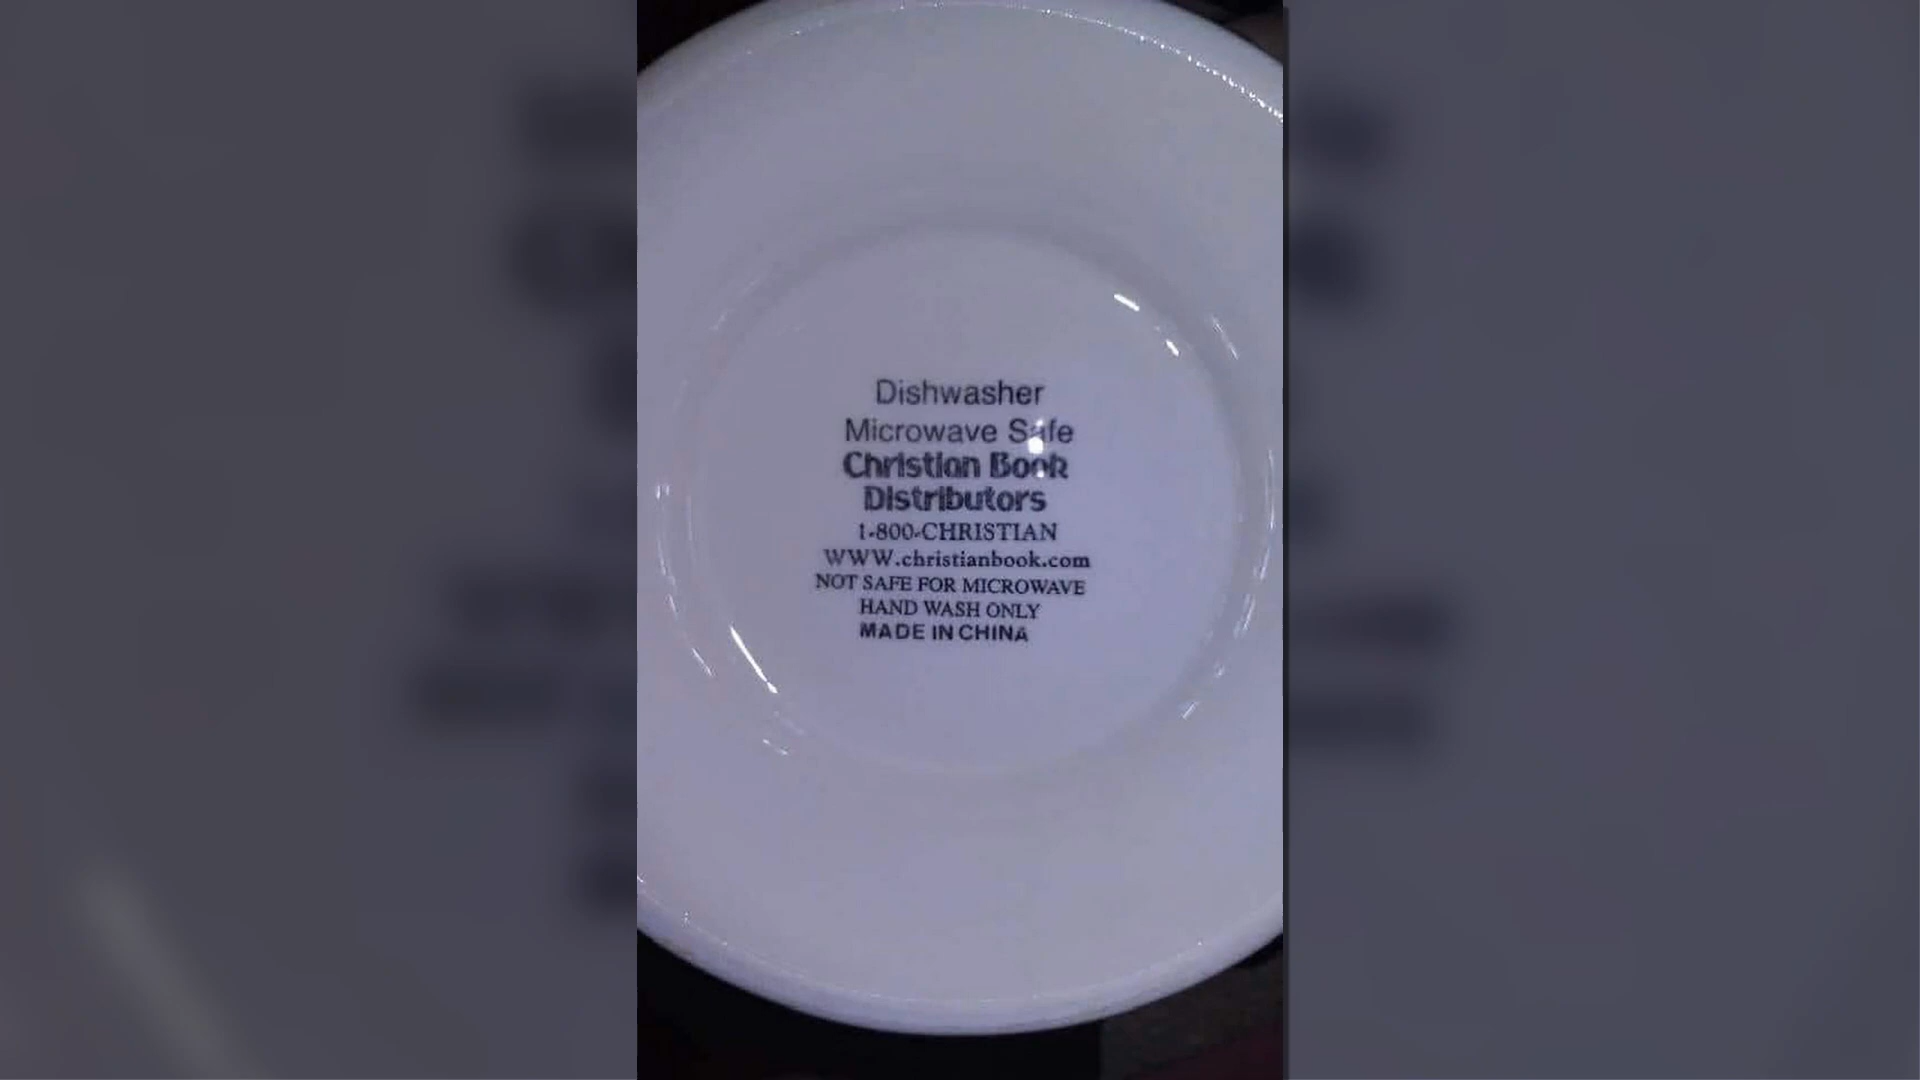 Dishwasher
Microwave Safe
Christian Book
Distributors
1-800-CHRISTIAN
WWW.christianbook.com
NOT SAFE FOR MICROWAVE
HAND WASH ONLY
MADE IN CHINA